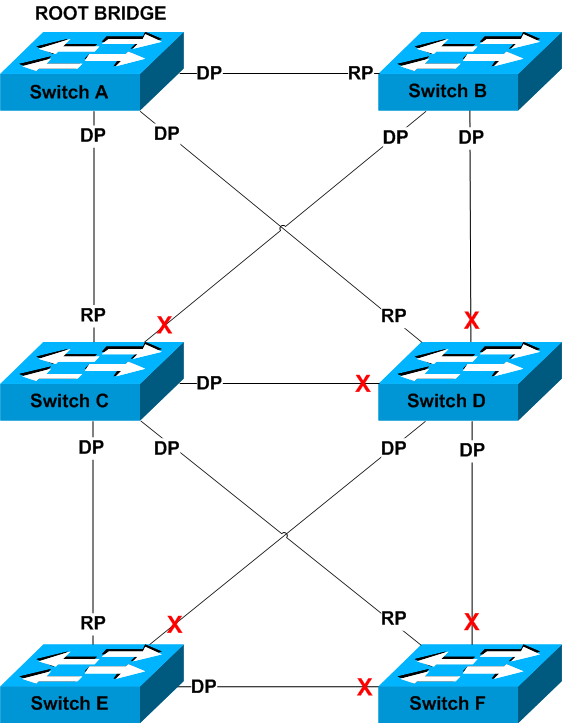 ROOT BRIDGE
Switch A
DP
RP
Switch B
DP
DP
DP
DP
RP
X
X
RP
Switch C
DP
X
Switch D
DP
DP
DP
DP
RP
X
RP
X
Switch E
DP
X
Switch F